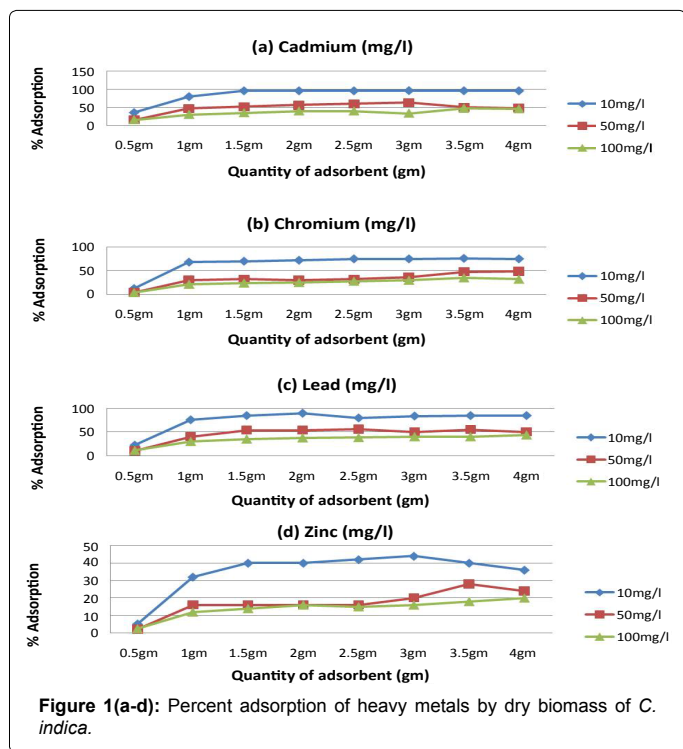 (a) Cadmium (mg/l)
% Adsorption
150
100
50
0
0.5gm 1gm 1.5gm 2gm 2.5gm 3gm 3.5gm 4gm
Quantity of adsorbent (gm)
10mg/l
50mg/l
100mg/l
(b) Chromium (mg/l)
% Adsorption
100
50
0
0.5gm 1gm 1.5gm 2gm 2.5gm 3gm 3.5gm 4gm
Quantity of adsorbent (gm)
10mg/l
50mg/l
100mg/l
(c) Lead (mg/l)
% Adsorption
100
50
0
0.5gm 1gm 1.5gm 2gm 2.5gm 3gm 3.5gm 4gm
Quantity of adsorbent (gm)
10mg/l
50mg/l
100mg/l
(d) Zinc (mg/l)
% Adsorption
50
40
30
20
10
0
0.5gm 1gm 1.5gm 2gm 2.5gm 3gm 3.5gm 4gm
Quantity of adsorbent (gm)
10mg/l
50mg/l
100mg/l
Figure 1(a-d): Percent adsorption of heavy metals by dry biomass of C.
indica.